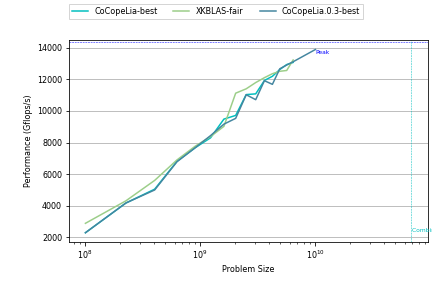 CoCopeLia-best XKBLAS-fair CoCopeLia.0.3-best
14000
12000
10000
8000
6000
4000
2000
Performance (Gflops/s)
Peak
10^8 10^9 10^10
Problem Size